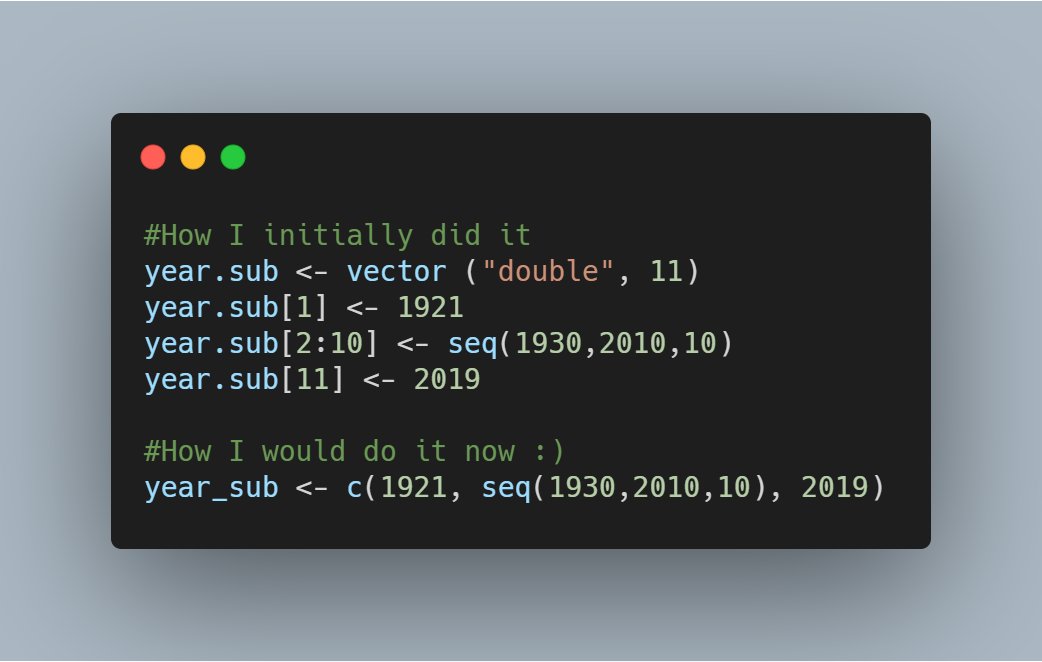 #How I initially did it
year.sub <- vector ("double", 11)
year.sub[1] <- 1921
year.sub[2:10] <- seq(1930,2010,10)
year.sub[11] <- 2019
#How I would do it now :)
year_sub <- c(1921, seq(1930,2010,10), 2019)